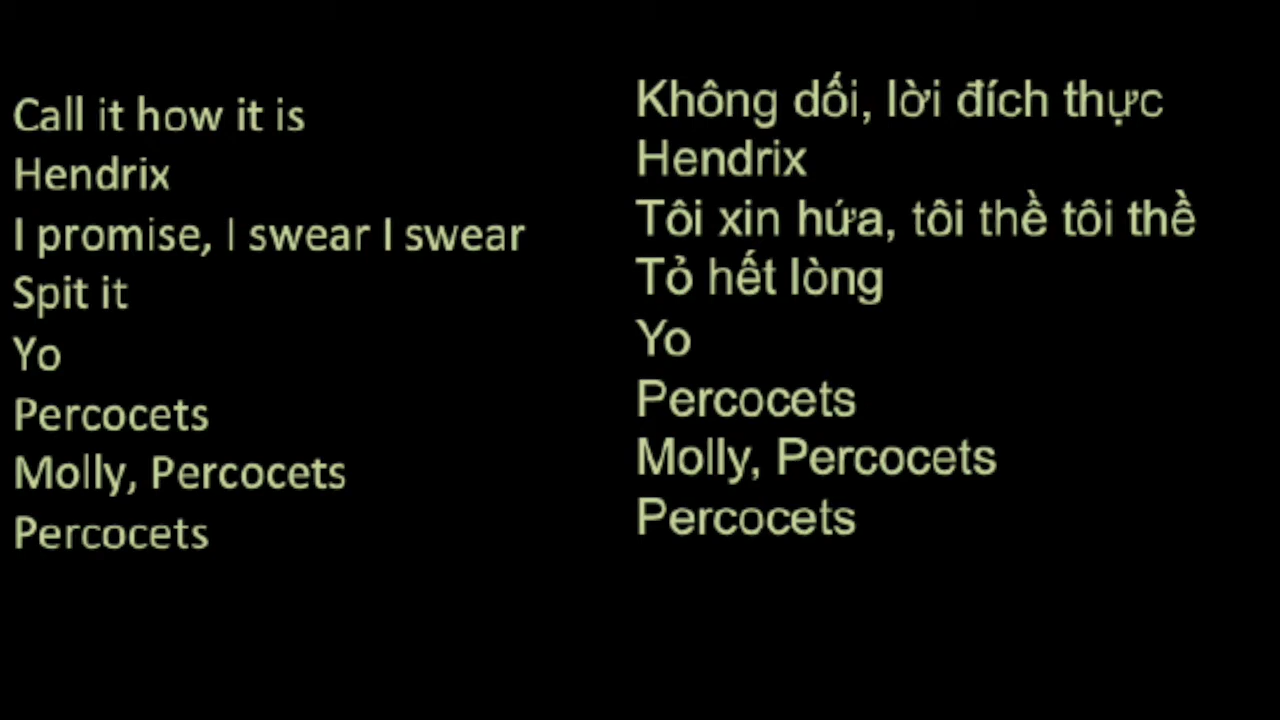 Call it how it is
Hendrix
I promise, I swear I swear
Spit it
Yo
Percocets
Molly, Percocets
Percocets
Không dối, lời đích thực
Hendrix
Tôi xin hứa, tôi thề tôi thề
Tỏ hết lòng
Yo
Percocets
Molly, Percocets
Percocets